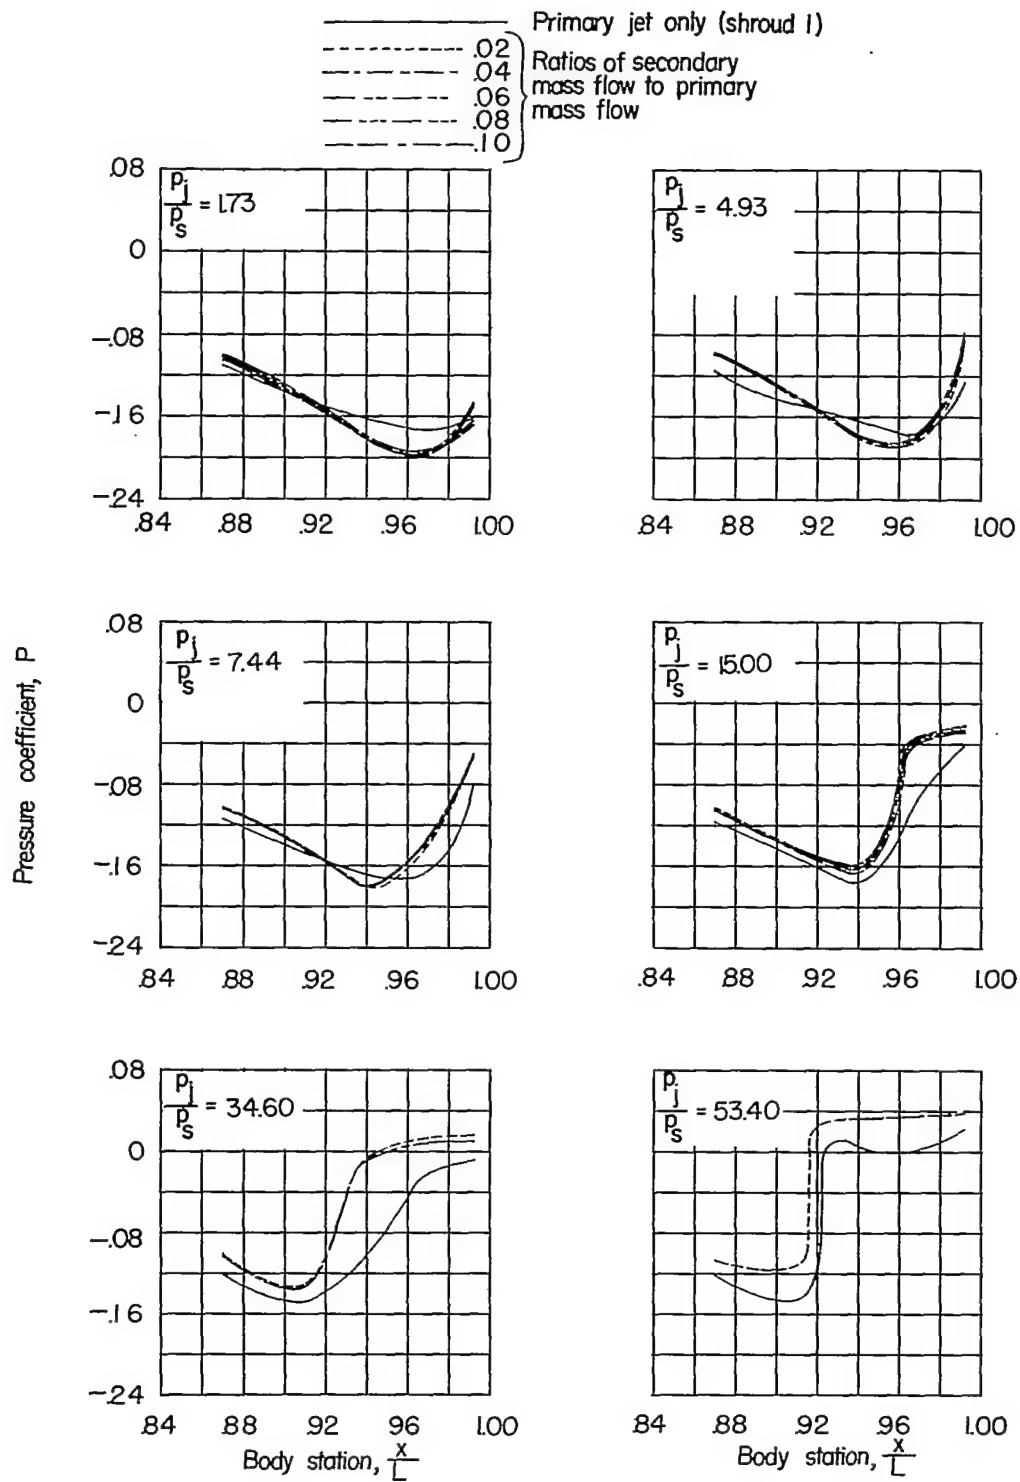 Primary jet only (shroud 1)
.02
.04
.06
.08
.10
Ratios of secondary
mass flow to primary
mass flow
Pressure coefficient, P
pj/ps = 1.73
.08
0
-.08
-.16
-.24
.84 .88 .92 .96 1.00
pj/ps = 4.93
.84 .88 .92 .96 1.00
pj/ps = 7.44
.08
0
-.08
-.16
-.24
.84 .88 .92 .96 1.00
pj/ps = 15.00
.84 .88 .92 .96 1.00
pj/ps = 34.60
.08
0
-.08
-.16
-.24
.84 .88 .92 .96 1.00
Body station, x/L
pj/ps = 53.40
.84 .88 .92 .96 1.00
Body station, x/L